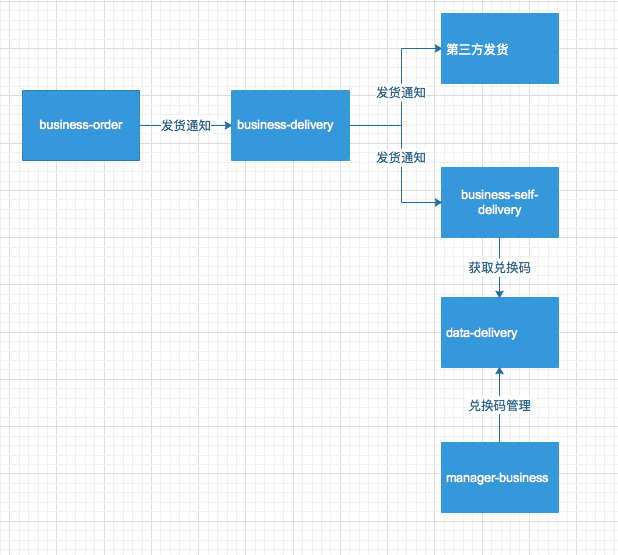 第三方发货
发货通知
business-order
发货通知
business-delivery
发货通知
business-self-
delivery
获取兑换码
data-delivery
兑换码管理
manager-business